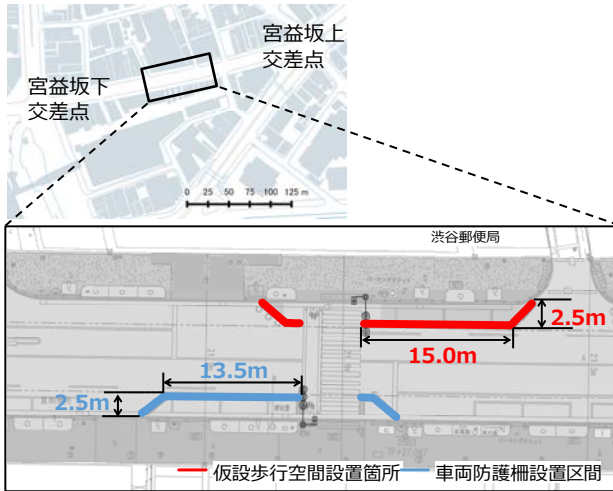 宮益坂上
交差点
宮益坂下
交差点
0 25 50 75 100 125 m
渋谷郵便局
2.5m
15.0m
13.5m
2.5m
仮設歩行空間設置箇所
車両防護柵設置区間